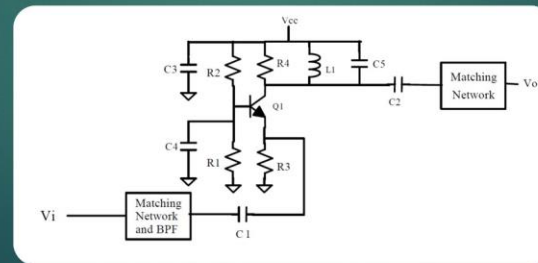 Vcc
C3
R2
R4
L1
C5
Matching
Network
Vo
C2
Q1
C4
R1
R3
Vi
Matching
Network
and BPF
C1